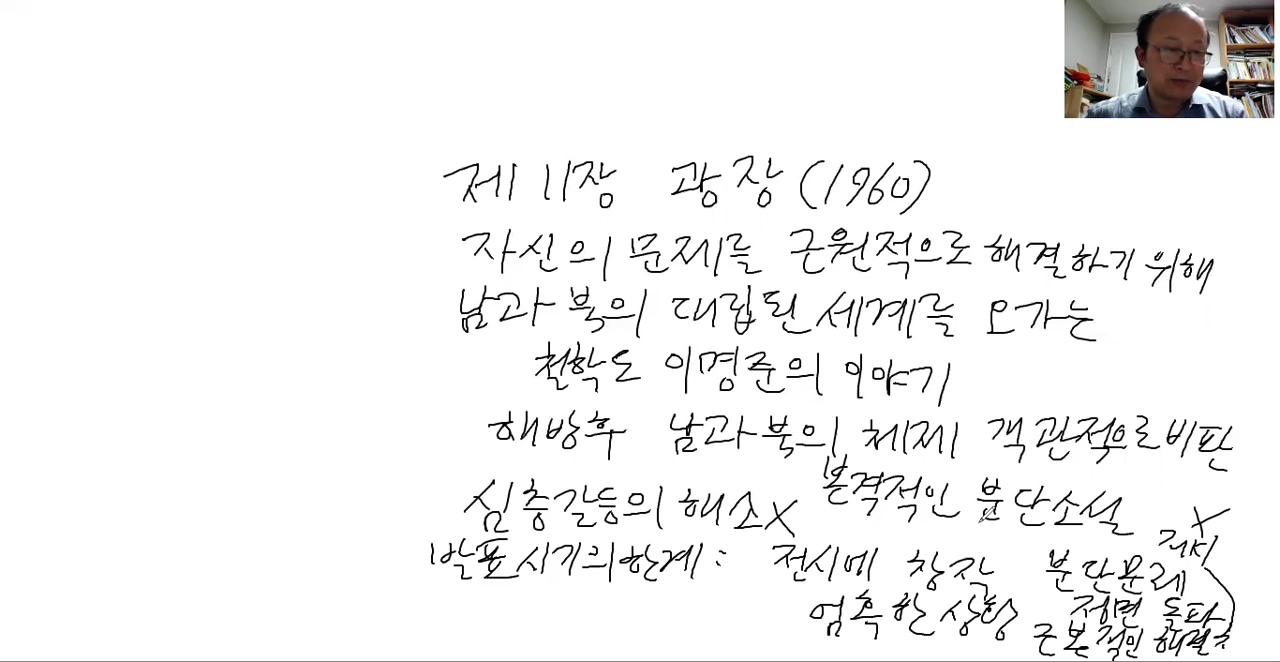 제11장 광장(1960)
자신의 문제를 근원적으로 해결하기 위해
남과 북의 대립된 세계를 오가는
철학도 이명준의 이야기
해방후 남과 북의 체제 객관적으로 비판
심층갈등의 해소X 본격적인 분단소설 X
발표시기의 한계: 전시에 창작 분단문제
엄혹한 상황 정면 돌파
근본적인 해결